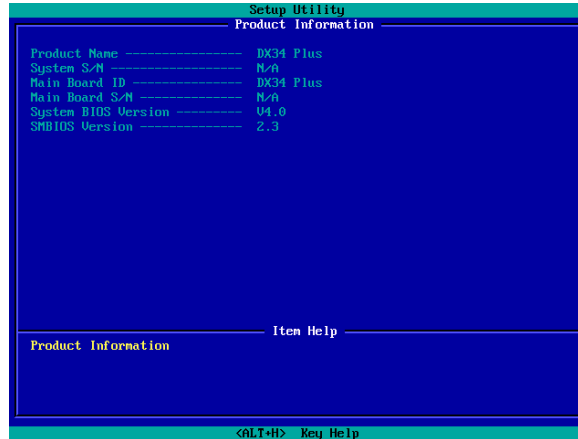 Setup Utility
Product Information
Product Name --------------- DX34 Plus
System S/N ----------------- N/A
Main Board ID -------------- DX34 Plus
Main Board S/N ------------- N/A
System BIOS Version --------- V4.0
SMBIOS Version -------------- 2.3
Item Help
Product Information
<ALT+H> Key Help